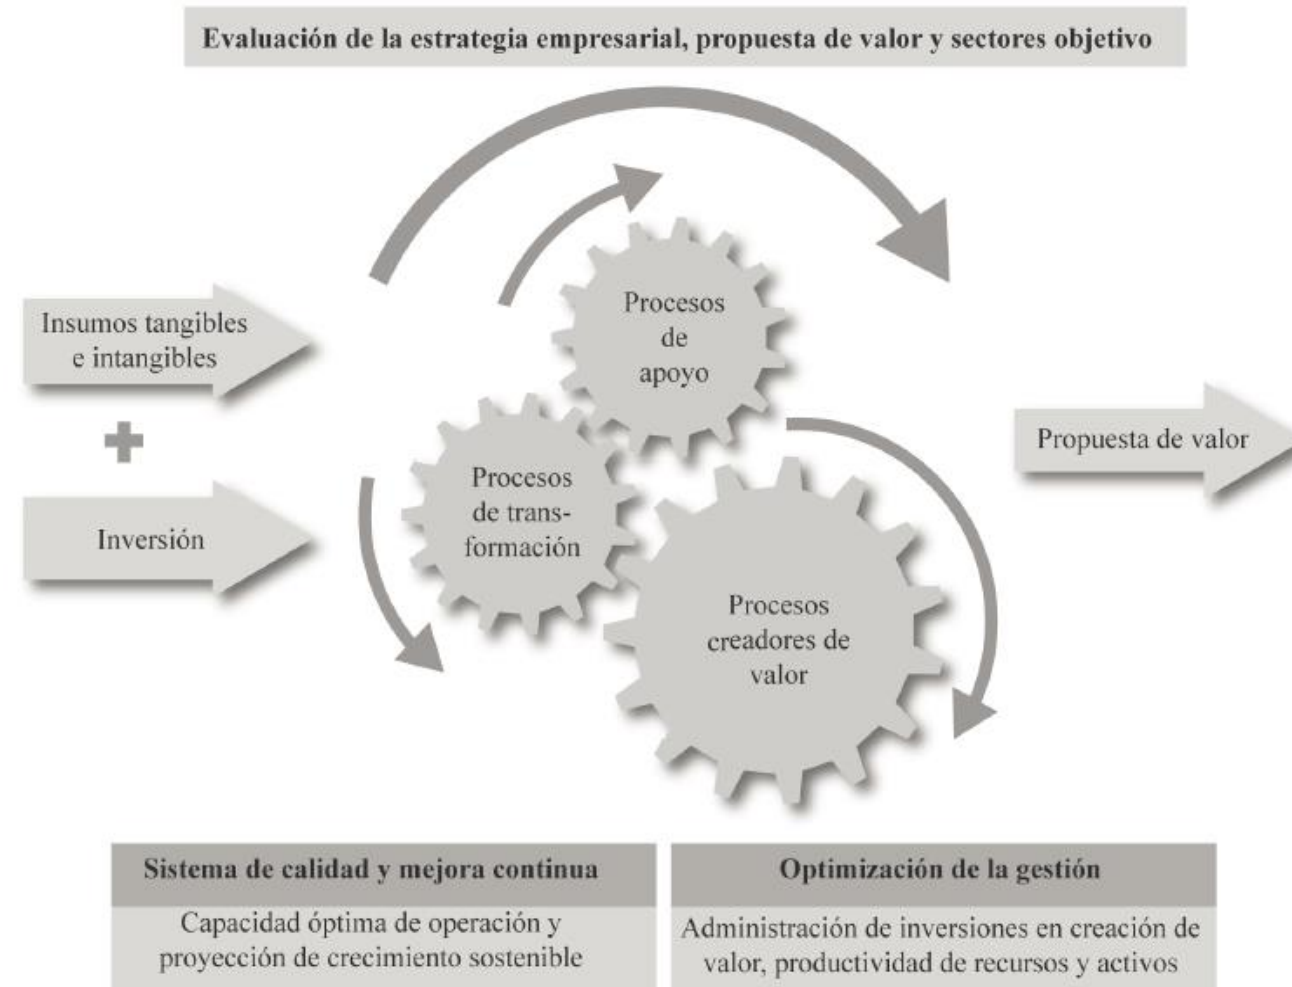 Evaluación de la estrategia empresarial, propuesta de valor y sectores objetivo
Insumos tangibles
e intangibles
Inversión
Procesos
de
apoyo
Procesos
de trans-
formación
Procesos
creadores de
valor
Propuesta de valor
Sistema de calidad y mejora continua
Capacidad óptima de operación y
proyección de crecimiento sostenible
Optimización de la gestión
Administración de inversiones en creación de
valor, productividad de recursos y activos